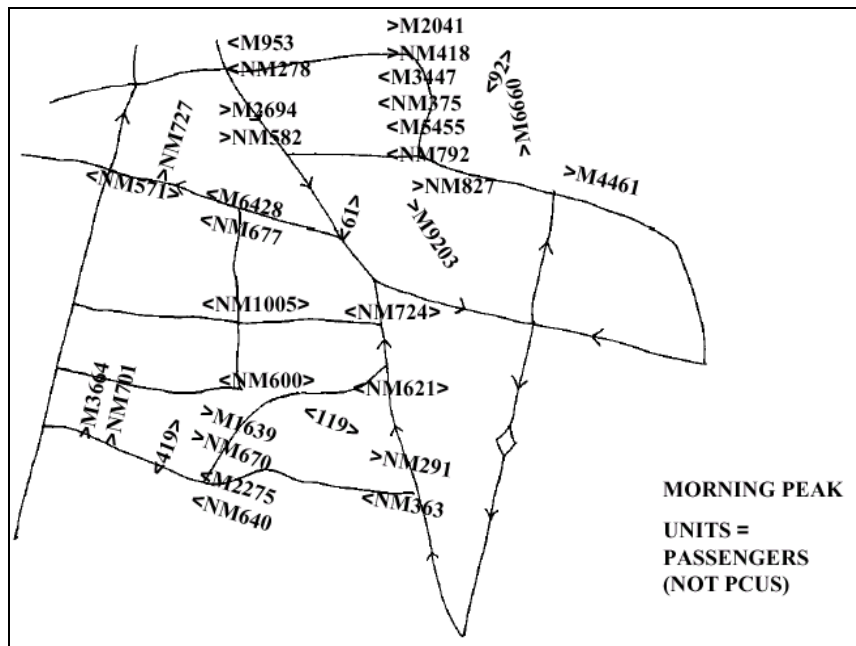 >M2041
<M953
>NM418
<NM278
<M3447
<92>
>M6660
<NM375
>M2694
>NM727
<M5455
>NM582
<NM792
>M4461
<NM571>
>NM827
<M6428
<61>
>M9203
<NM677
<NM1005>
<NM724>
<NM600>
<NM621>
>M3664
>NM701
>M1639
<119>
<419>
>NM670
>NM291
<M2275
<NM363
<NM640
MORNING PEAK
UNITS =
PASSENGERS
(NOT PCUS)